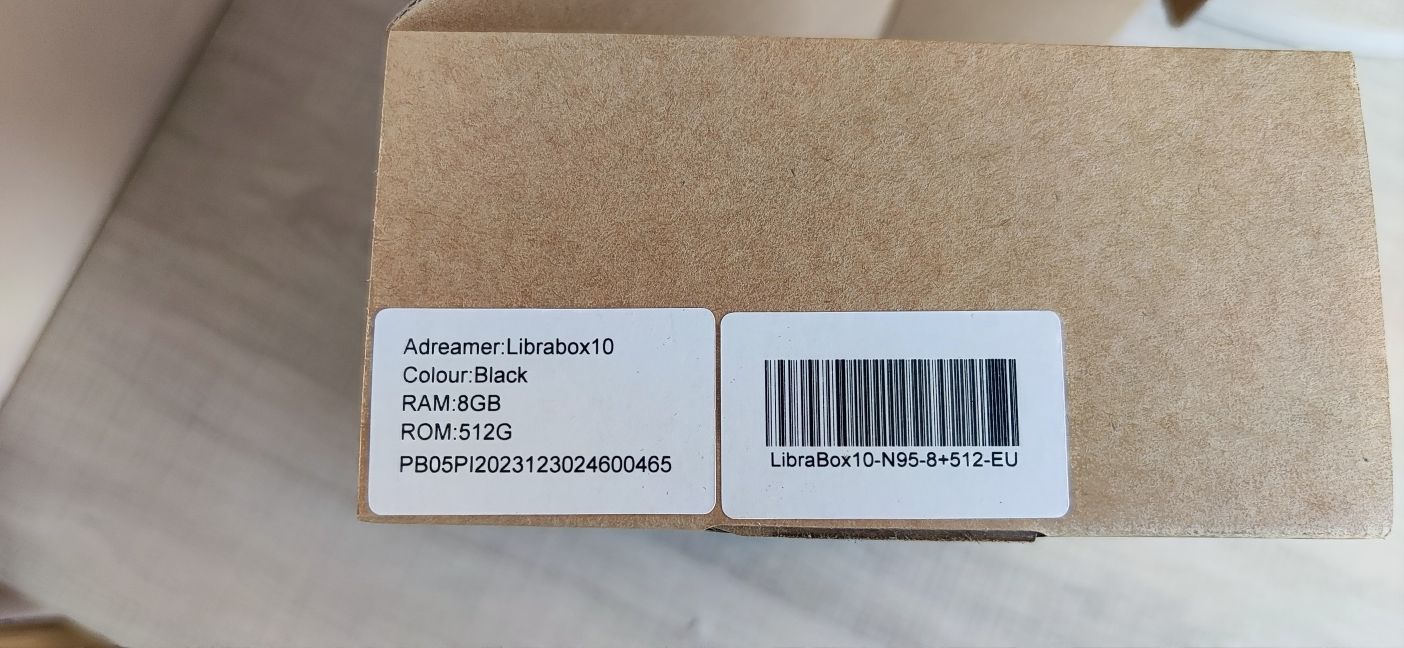 Adreamer:Librabox10
Colour:Black
RAM:8GB
ROM:512G
PB05PI2023123024600465
LibraBox10-N95-8+512-EU